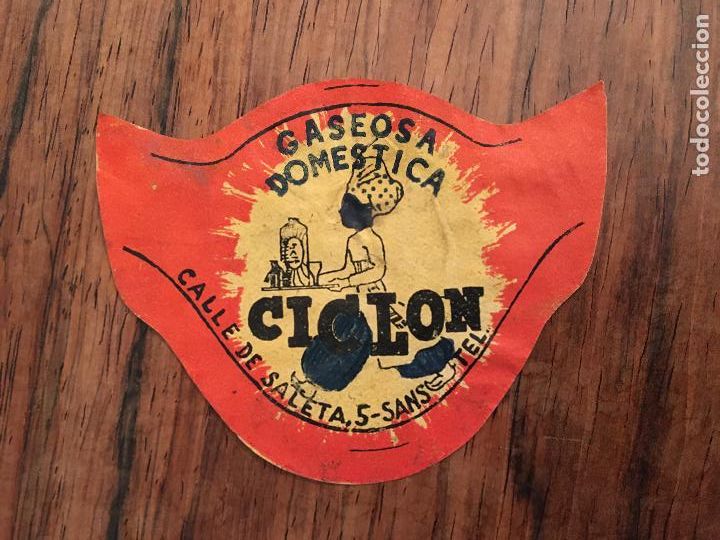 GASEOSA
DOMESTICA
CICLON
CALLE DE SALETA, 5-SANS TEL.
todocoleccion